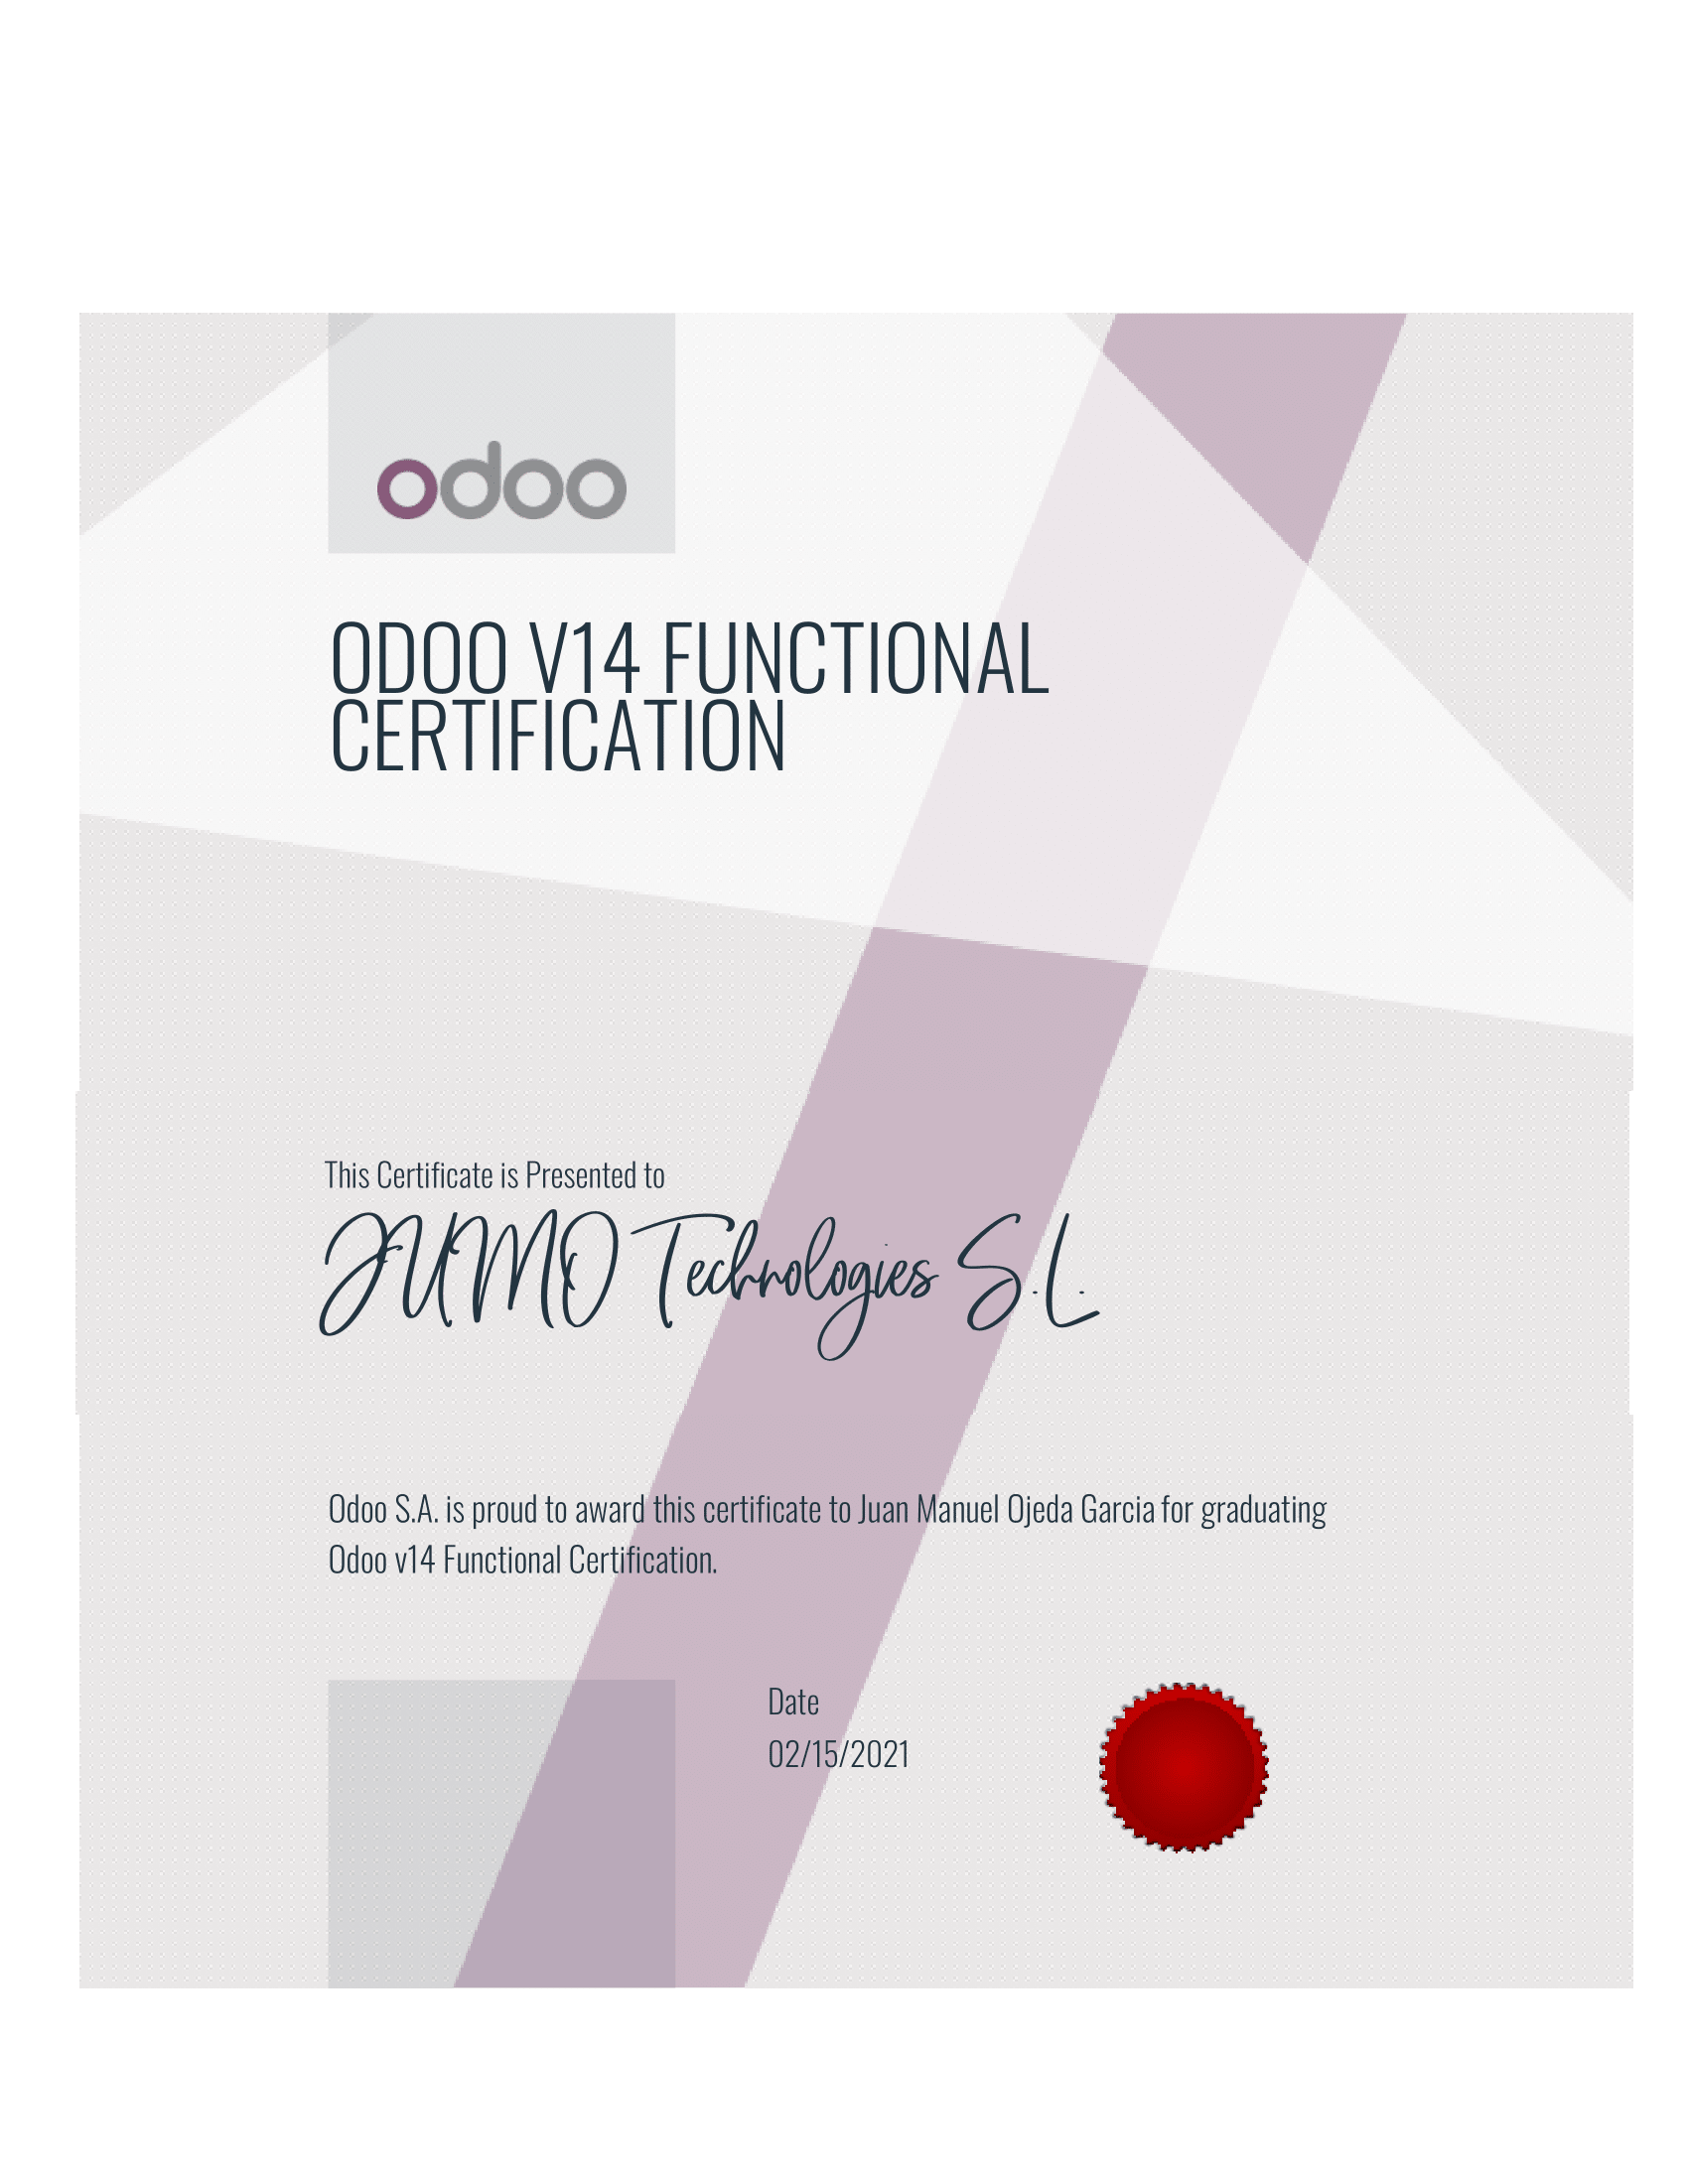 odoo
ODOO V14 FUNCTIONAL
CERTIFICATION
This Certificate is Presented to
JUMO Technologies S.L.
Odoo S.A. is proud to award this certificate to Juan Manuel Ojeda Garcia for graduating
Odoo v14 Functional Certification.
Date
02/15/2021